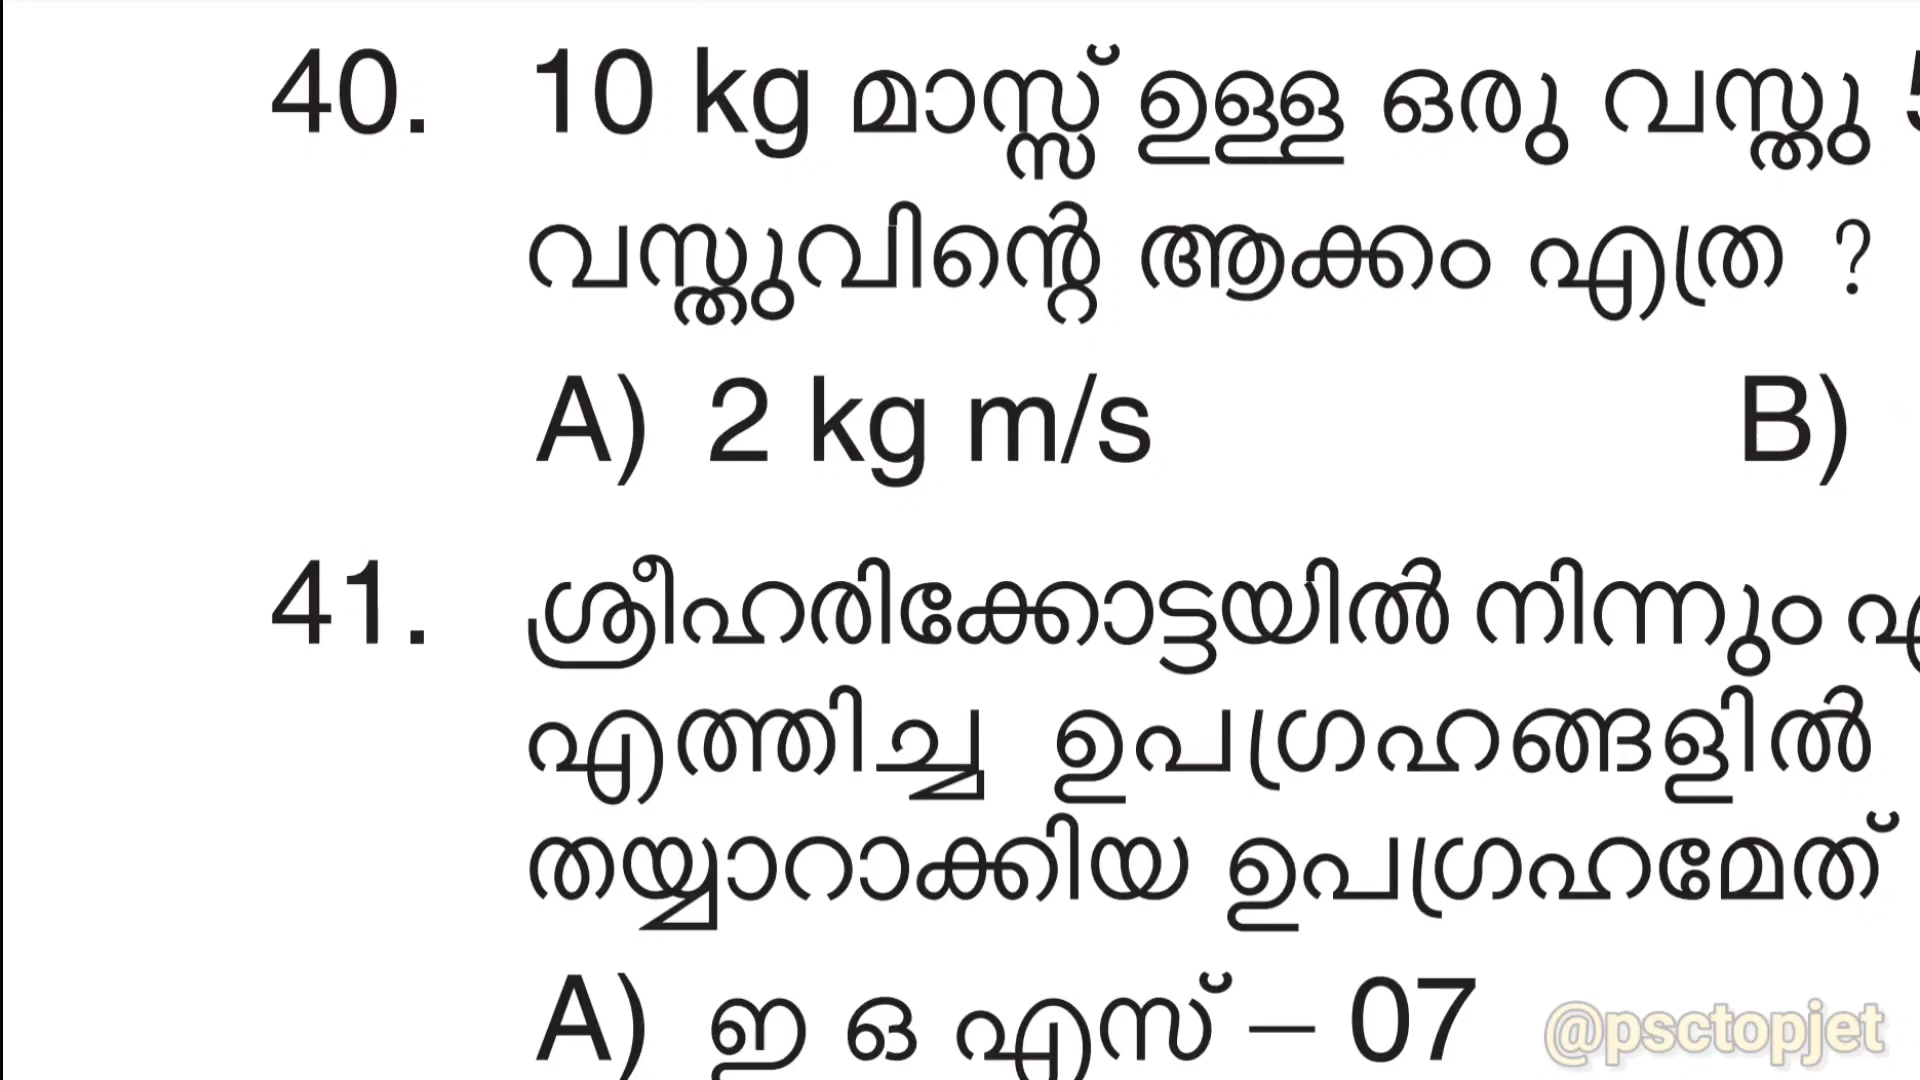 40. 10 kg മാസ്സ് ഉള്ള ഒരു വസ്തു
വസ്തുവിന്റെ ആക്കം എത്ര ?
A) 2 kg m/s B)
41. ശ്രീഹരിക്കോട്ടയിൽ നിന്നും
എത്തിച്ച ഉപഗ്രഹങ്ങളിൽ
തയ്യാറാക്കിയ ഉപഗ്രഹമേത്
A) ഇ ഒ എസ് – 07
@psctopjet